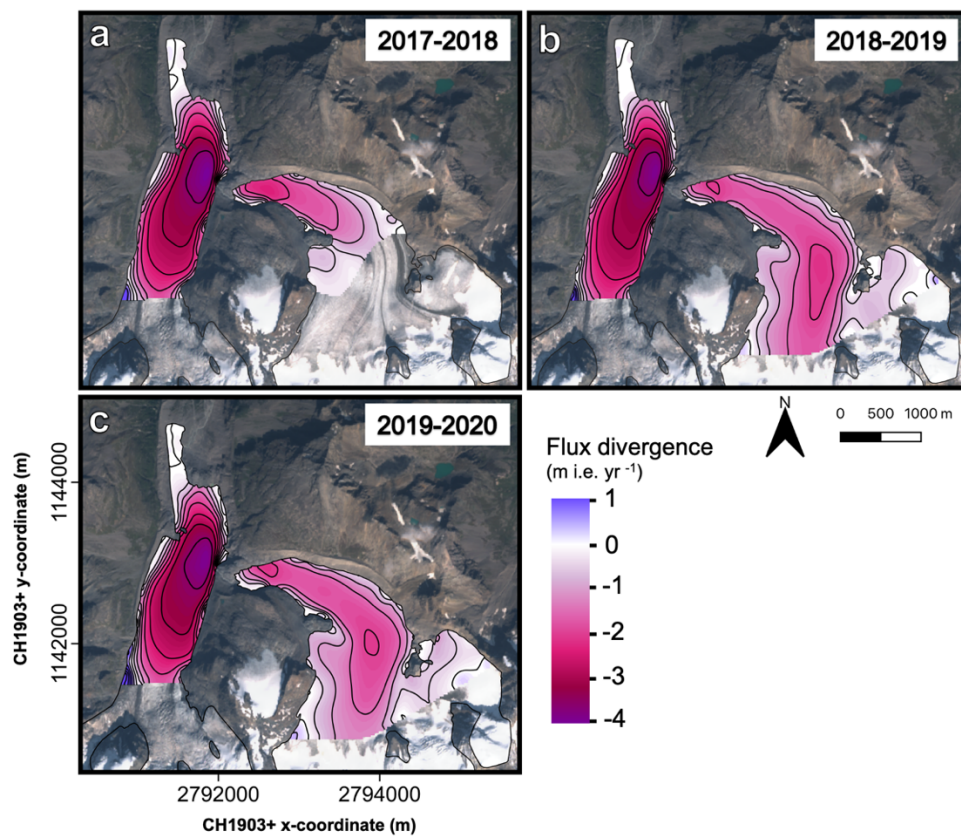 a
2017-2018
b
2018-2019
c
2019-2020
N
0 500 1000 m
Flux divergence
(m i.e. yr -1)
1
0
-1
-2
-3
-4
CH1903+ y-coordinate (m)
1144000
1142000
2792000 2794000
CH1903+ x-coordinate (m)